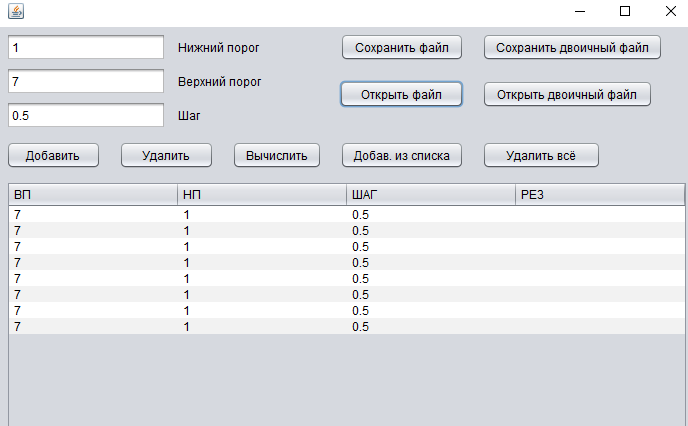 1 Нижний порог Сохранить файл Сохранить двоичный файл
7 Верхний порог Открыть файл Открыть двоичный файл
0.5 Шаг
Добавить Удалить Вычислить Добав. из списка Удалить всё
ВП НП ШАГ РЕЗ
7 1 0.5
7 1 0.5
7 1 0.5
7 1 0.5
7 1 0.5
7 1 0.5
7 1 0.5
7 1 0.5